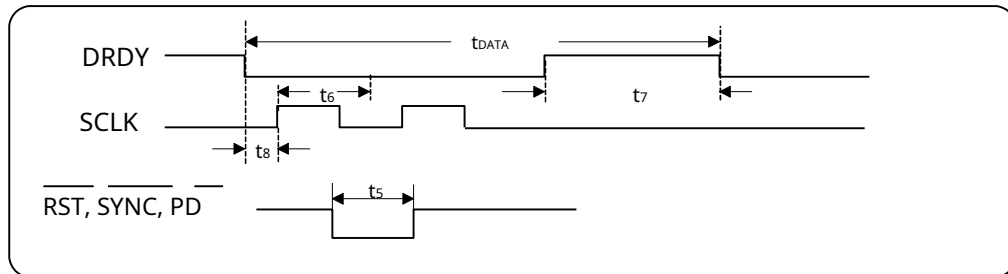 tDATA
DRDY
t6
t7
SCLK
t8
t5
RST, SYNC, PD